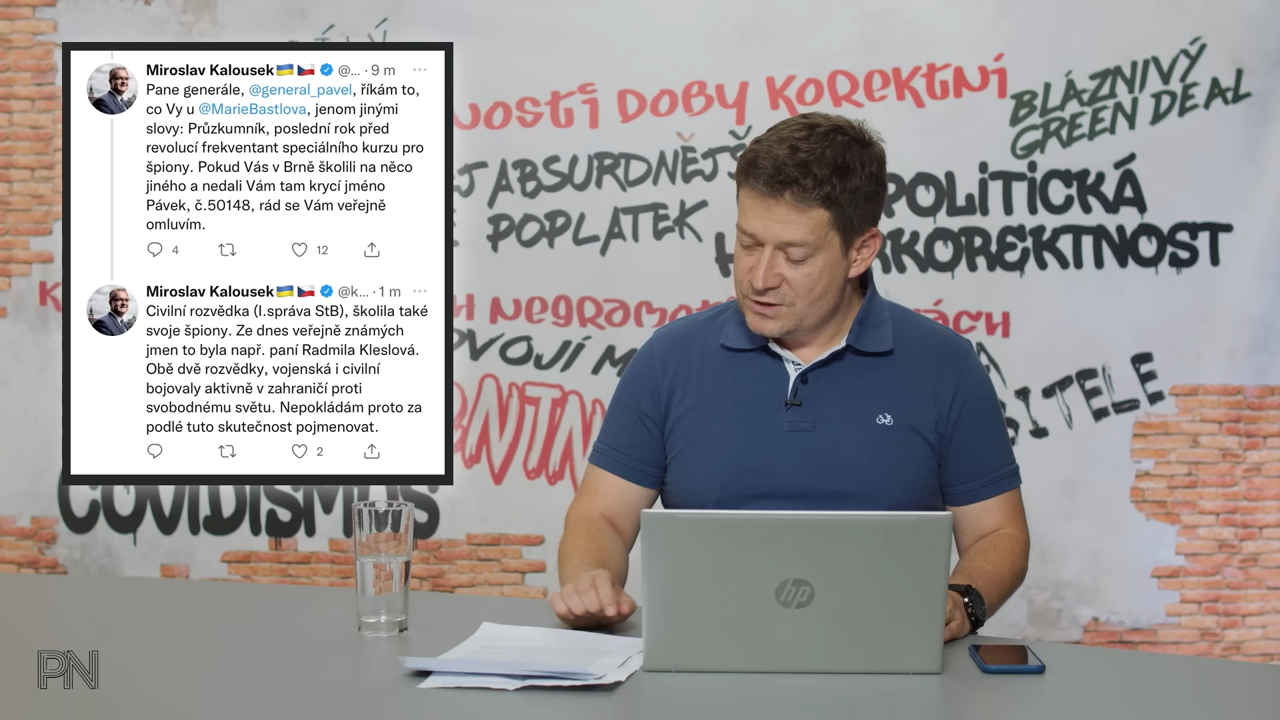 Miroslav Kalousek🇺🇦🇨🇿 @... · 9 m ···
Pane generále, @general_pavel, říkám to,
co Vy u @MarieBastlova, jenom jinými
slovy: Průzkumník, poslední rok před
revolucí frekventant speciálního kurzu pro
špiony. Pokud Vás v Brně školili na něco
jiného a nedali Vám tam krycí jméno
Pávek, č.50148, rád se Vám veřejně
omluvím.
4 12
Miroslav Kalousek🇺🇦🇨🇿 @k... · 1 m ···
Civilní rozvědka (I.správa StB), školila také
svoje špiony. Ze dnes veřejně známých
jmen to byla např. paní Radmila Kleslová.
Obě dvě rozvědky, vojenská i civilní
bojovaly aktivně v zahraničí proti
svobodnému světu. Nepokládám proto za
podlé tuto skutečnost pojmenovat.
2
DOBY KOREKTNÍ
BLÁZNIVÝ
GREEN DEAL
POPLATEK
POLITICKÁ
COVIDISMUS
hp
PN